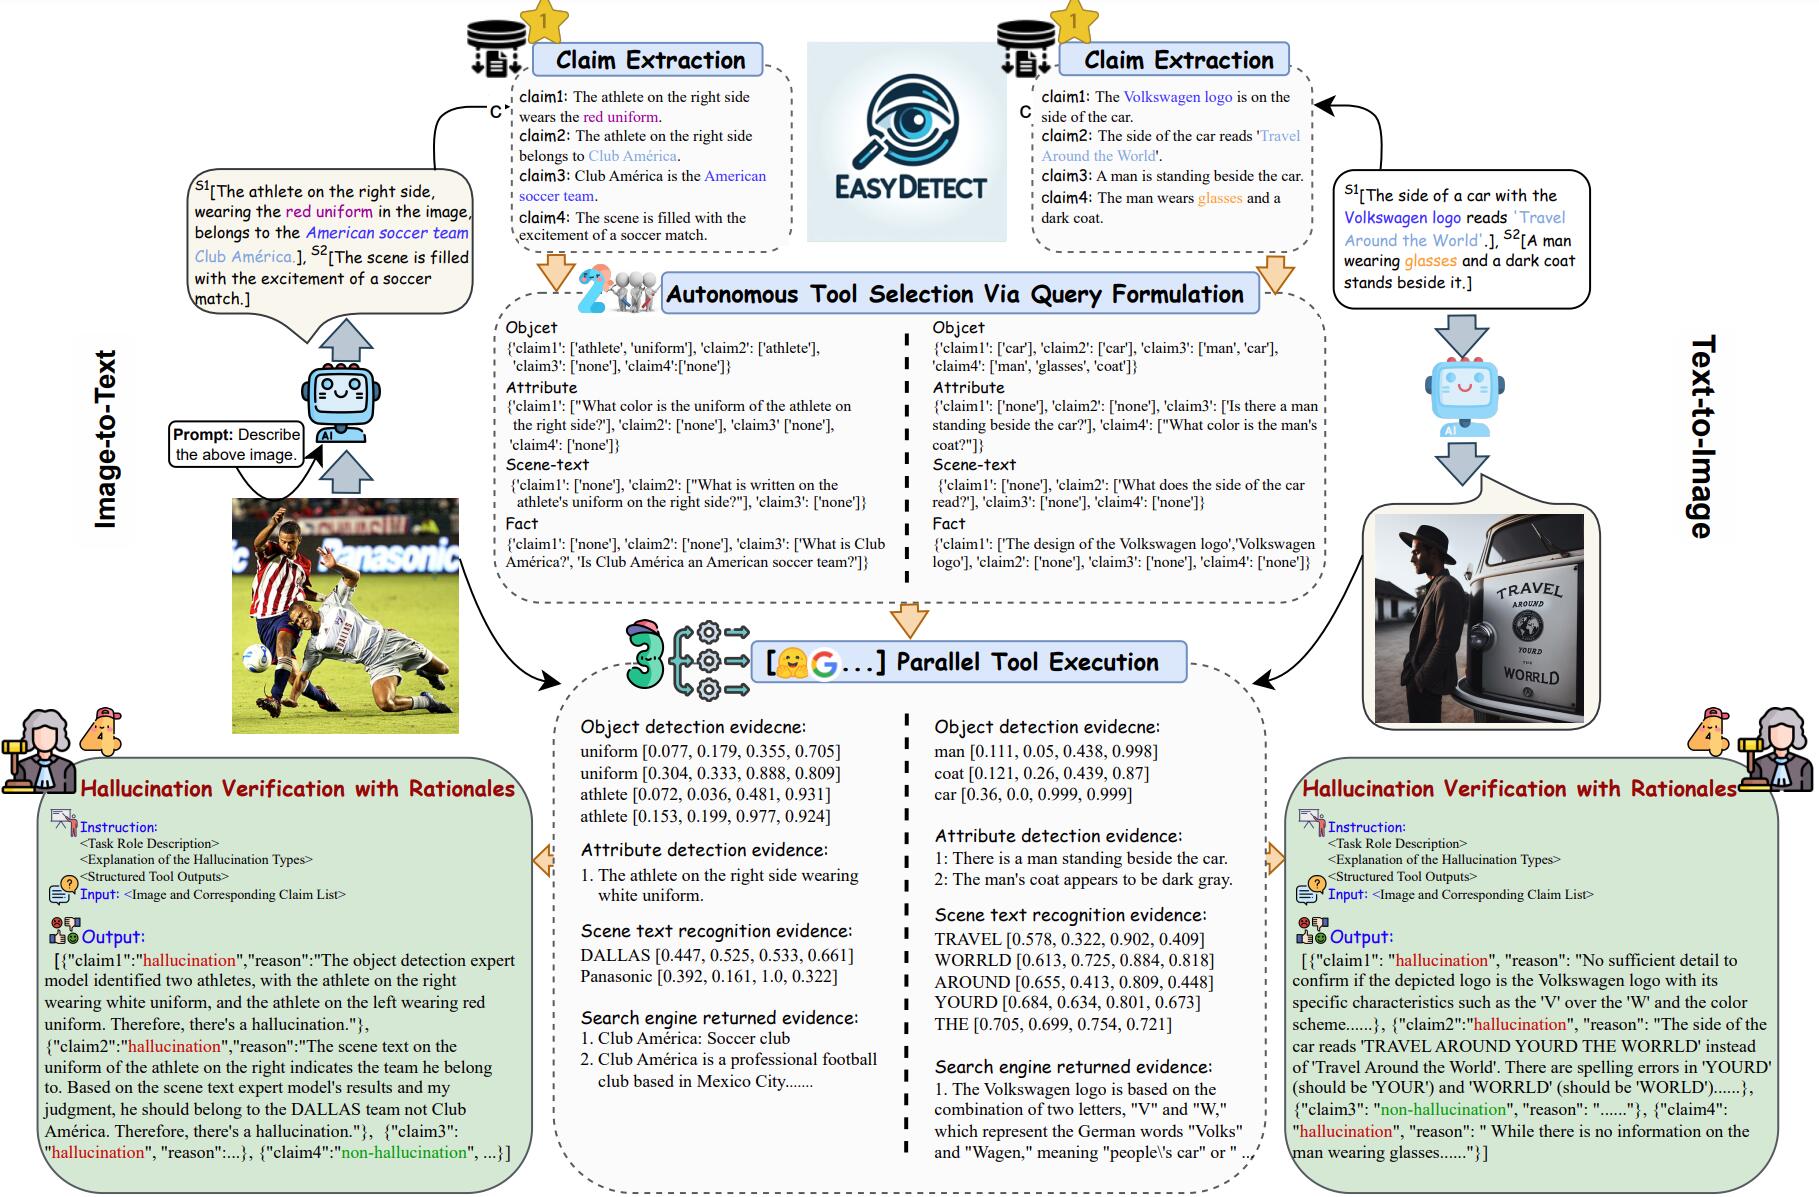 1
Claim Extraction
C
claim1: The athlete on the right side
wears the red uniform.
claim2: The athlete on the right side
belongs to Club América.
claim3: Club América is the American
soccer team.
claim4: The scene is filled with the
excitement of a soccer match.
EASYDETECT
1
Claim Extraction
C
claim1: The Volkswagen logo is on the
side of the car.
claim2: The side of the car reads 'Travel
Around the World'.
claim3: A man is standing beside the car.
claim4: The man wears glasses and a
dark coat.
S1[The athlete on the right side,
wearing the red uniform in the image,
belongs to the American soccer team
Club América.], S2[The scene is filled
with the excitement of a soccer
match.]
S1[The side of a car with the
Volkswagen logo reads 'Travel
Around the World'.], S2[A man
wearing glasses and a dark coat
stands beside it.]
Image-to-Text
AI
Prompt: Describe
the above image.
Panasonic
DALLAS
2
Autonomous Tool Selection Via Query Formulation
Objcet
{'claim1': ['athlete', 'uniform'], 'claim2': ['athlete'],
'claim3': ['none'], 'claim4':['none']}
Attribute
{'claim1': ["What color is the uniform of the athlete on
the right side?'], 'claim2': ['none'], 'claim3' ['none'],
'claim4': ['none']}
Scene-text
{'claim1': ['none'], 'claim2': ["What is written on the
athlete's uniform on the right side?"], 'claim3': ['none']}
Fact
{'claim1': ['none'], 'claim2': ['none'], 'claim3': ['What is Club
América?', 'Is Club América an American soccer team?']}
Objcet
{'claim1': ['car'], 'claim2': ['car'], 'claim3': ['man', 'car'],
'claim4': ['man', 'glasses', 'coat']}
Attribute
{'claim1': ['none'], 'claim2': ['none'], 'claim3': ['Is there a man
standing beside the car?'], 'claim4': ["What color is the man's
coat?"]}
Scene-text
{'claim1': ['none'], 'claim2': ['What does the side of the car
read?'], 'claim3': ['none'], 'claim4': ['none']}
Fact
{'claim1': ['The design of the Volkswagen logo','Volkswagen
logo'], 'claim2': ['none'], 'claim3': ['none'], 'claim4': ['none']}
Text-to-Image
AI
TRAVEL
AROUND
YOURD
THE
WORRLD
3
[G...] Parallel Tool Execution
Object detection evidecne:
uniform [0.077, 0.179, 0.355, 0.705]
uniform [0.304, 0.333, 0.888, 0.809]
athlete [0.072, 0.036, 0.481, 0.931]
athlete [0.153, 0.199, 0.977, 0.924]
Attribute detection evidence:
1. The athlete on the right side wearing
white uniform.
Scene text recognition evidence:
DALLAS [0.447, 0.525, 0.533, 0.661]
Panasonic [0.392, 0.161, 1.0, 0.322]
Search engine returned evidence:
1. Club América: Soccer club
2. Club América is a professional football
club based in Mexico City.......
Object detection evidecne:
man [0.111, 0.05, 0.438, 0.998]
coat [0.121, 0.26, 0.439, 0.87]
car [0.36, 0.0, 0.999, 0.999]
Attribute detection evidence:
1: There is a man standing beside the car.
2: The man's coat appears to be dark gray.
Scene text recognition evidence:
TRAVEL [0.578, 0.322, 0.902, 0.409]
WORRLD [0.613, 0.725, 0.884, 0.818]
AROUND [0.655, 0.413, 0.809, 0.448]
YOURD [0.684, 0.634, 0.801, 0.673]
THE [0.705, 0.699, 0.754, 0.721]
Search engine returned evidence:
1. The Volkswagen logo is based on the
combination of two letters, "V" and "W,"
which represent the German words "Volks"
and "Wagen," meaning "people\'s car" or " ...
4
Hallucination Verification with Rationales
Instruction:
<Task Role Description>
<Explanation of the Hallucination Types>
<Structured Tool Outputs>
Input: <Image and Corresponding Claim List>
Output:
[{"claim1":"hallucination","reason":"The object detection expert
model identified two athletes, with the athlete on the right
wearing white uniform, and the athlete on the left wearing red
uniform. Therefore, there's a hallucination."},
{"claim2":"hallucination","reason":"The scene text on the
uniform of the athlete on the right indicates the team he belong
to. Based on the scene text expert model's results and my
judgment, he should belong to the DALLAS team not Club
América. Therefore, there's a hallucination."}, {"claim3":
"hallucination", "reason":...}, {"claim4":"non-hallucination", ...}]
4
Hallucination Verification with Rationales
Instruction:
<Task Role Description>
<Explanation of the Hallucination Types>
<Structured Tool Outputs>
Input: <Image and Corresponding Claim List>
Output:
[{"claim1": "hallucination", "reason": "No sufficient detail to
confirm if the depicted logo is the Volkswagen logo with its
specific characteristics such as the 'V' over the 'W' and the color
scheme......}, {"claim2":"hallucination", "reason": "The side of the
car reads 'TRAVEL AROUND YOURD THE WORRLD' instead
of 'Travel Around the World'. There are spelling errors in 'YOURD'
(should be 'YOUR') and 'WORRLD' (should be 'WORLD')......},
{"claim3": "non-hallucination", "reason": "......"}, {"claim4":
"hallucination", "reason": " While there is no information on the
man wearing glasses......"}]